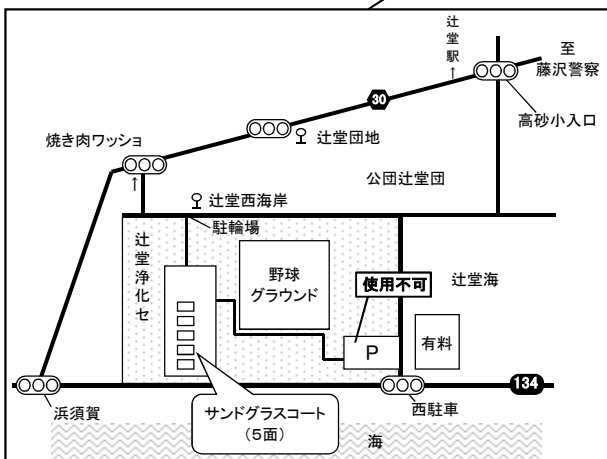 辻堂駅
↑
至
藤沢警察
30
高砂小入口
辻堂団地
焼き肉ワッショ
↑
公団辻堂団
辻堂西海岸
駐輪場
辻堂浄化セ
野球
グラウンド
使用不可
辻堂海
P
有料
134
浜須賀
サンドグラスコート
（5面）
西駐車
海